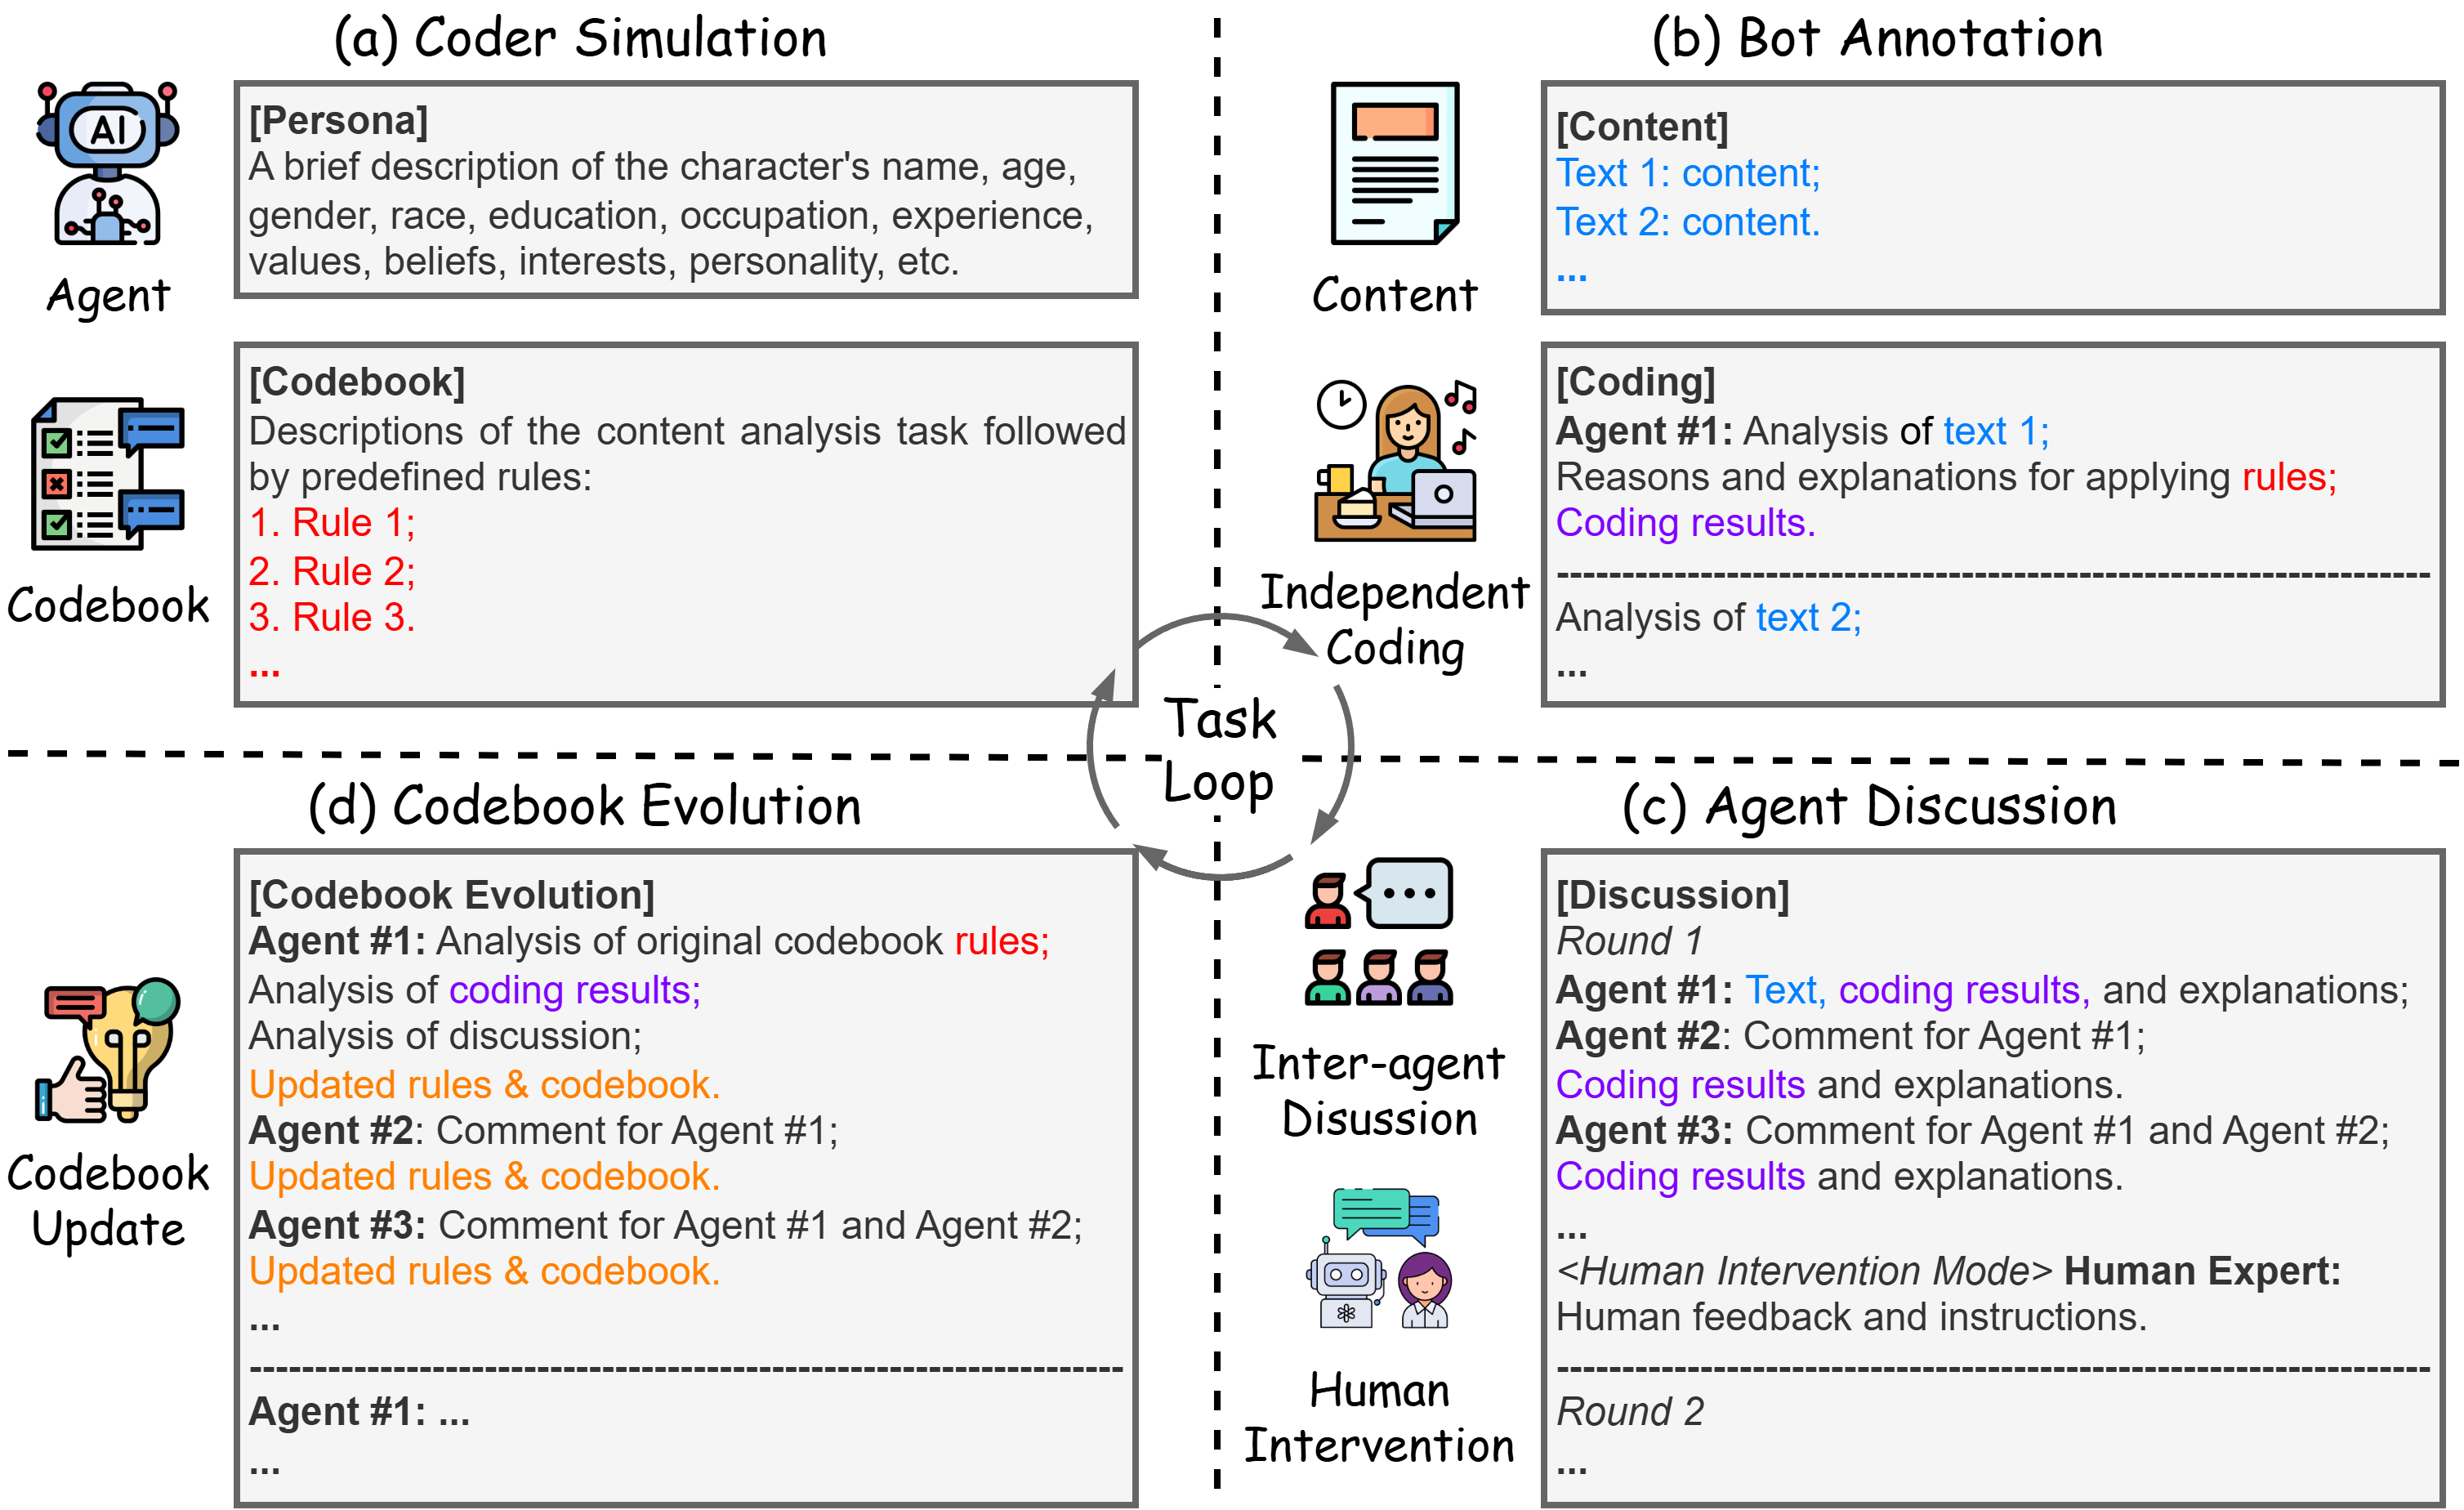 (a) Coder Simulation
AI
Agent
[Persona]
A brief description of the character's name, age,
gender, race, education, occupation, experience,
values, beliefs, interests, personality, etc.
Codebook
[Codebook]
Descriptions of the content analysis task followed
by predefined rules:
1. Rule 1;
2. Rule 2;
3. Rule 3.
...
(b) Bot Annotation
Content
[Content]
Text 1: content;
Text 2: content.
...
Independent
Coding
[Coding]
Agent #1: Analysis of text 1;
Reasons and explanations for applying rules;
Coding results.
Analysis of text 2;
...
Task
Loop
(d) Codebook Evolution
Codebook
Update
[Codebook Evolution]
Agent #1: Analysis of original codebook rules;
Analysis of coding results;
Analysis of discussion;
Updated rules & codebook.
Agent #2: Comment for Agent #1;
Updated rules & codebook.
Agent #3: Comment for Agent #1 and Agent #2;
Updated rules & codebook.
...
Agent #1: ...
...
(c) Agent Discussion
Inter-agent
Disussion
Human
Intervention
[Discussion]
Round 1
Agent #1: Text, coding results, and explanations;
Agent #2: Comment for Agent #1;
Coding results and explanations.
Agent #3: Comment for Agent #1 and Agent #2;
Coding results and explanations.
...
<Human Intervention Mode> Human Expert:
Human feedback and instructions.
Round 2
...